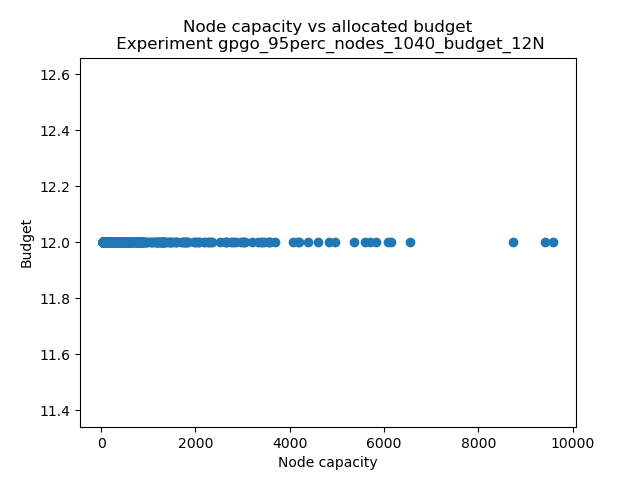 Node capacity vs allocated budget
Experiment gpgo_95perc_nodes_1040_budget_12N
12.6
12.4
12.2
12.0
11.8
11.6
11.4
Budget
0 2000 4000 6000 8000 10000
Node capacity